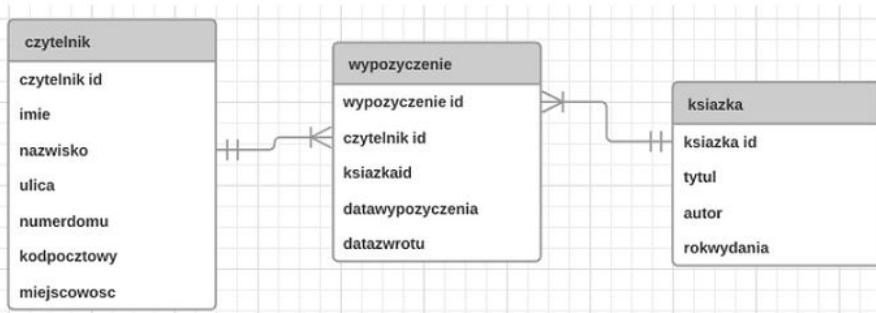 czytelnik
czytelnik id
imie
nazwisko
ulica
numerdomu
kodpocztowy
miejscowosc
wypozyczenie
wypozyczenie id
czytelnik id
ksiazkaid
datawypozyczenia
datazwrotu
ksiazka
ksiazka id
tytul
autor
rokwydania